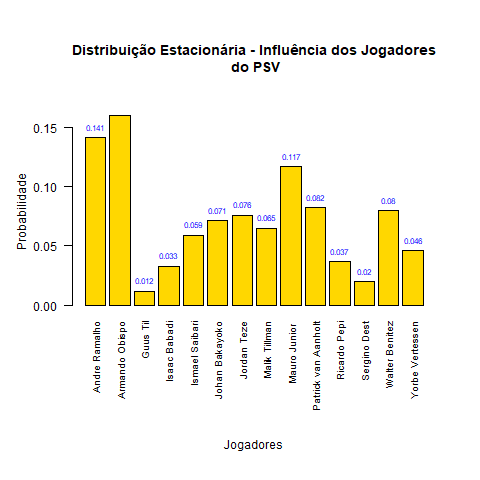 Distribuição Estacionária - Influência dos Jogadores
do PSV
Probabilidade
0.15
0.10
0.05
0.00
0.141
0.012
0.033
0.059
0.071
0.076
0.065
0.117
0.082
0.037
0.02
0.08
0.046
Andre Ramalho
Armando Obispo
Guus Til
Isaac Babadi
Ismael Saibari
Johan Bakayoko
Jordan Teze
Malik Tillman
Mauro Junior
Patrick van Aanholt
Ricardo Pepi
Sergino Dest
Walter Benitez
Yorbe Vertessen
Jogadores